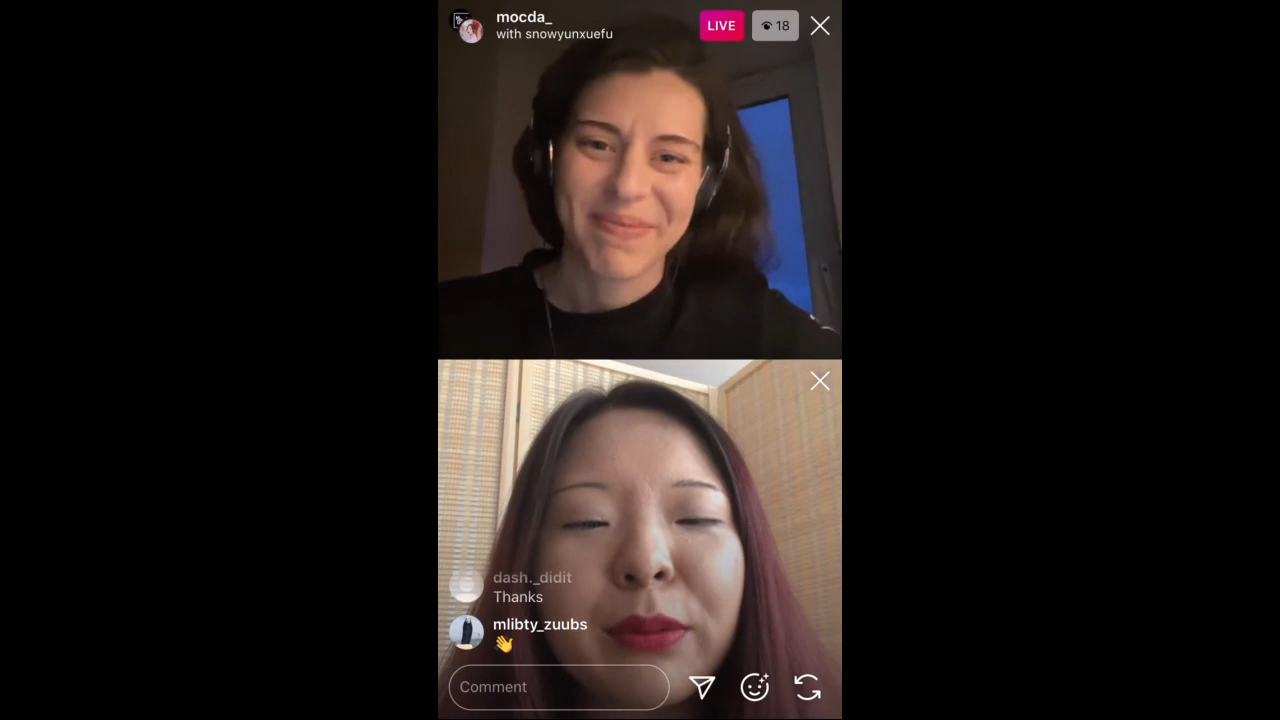 mocda_
with snowyunxuefu
LIVE
18
dash._didit
Thanks
mlibty_zuubs
👋
Comment